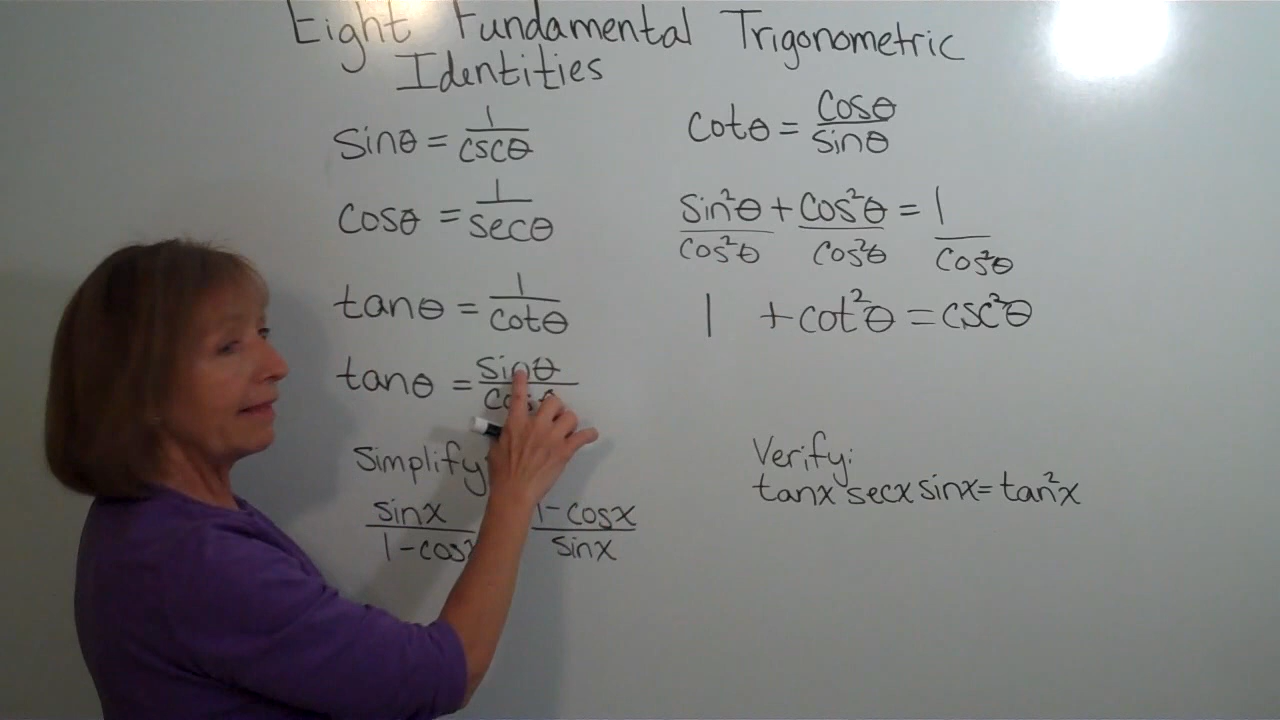 Eight Fundamental Trigonometric
Identities
sinθ = 1/cscθ
cosθ = 1/secθ
tanθ = 1/cotθ
tanθ = sinθ/cosθ
Simplify
sinx/1-cosx 1-cosx/sinx
cotθ = cosθ/sinθ
sin²θ/cos²θ + cos²θ/cos²θ = 1/cos²θ
1 + cot²θ = csc²θ
Verify:
tanx secx sinx = tan²x